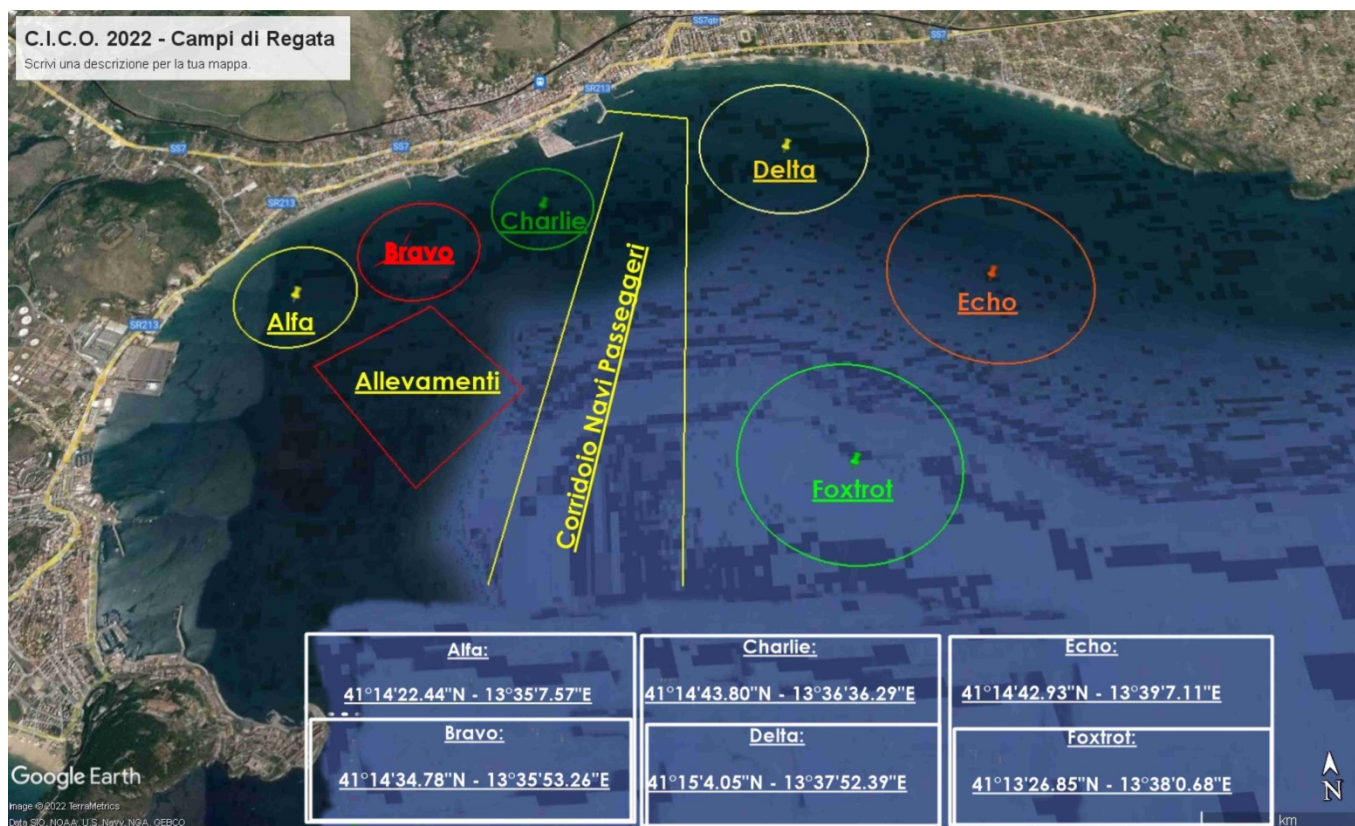 C.I.C.O. 2022 - Campi di Regata
Scrivi una descrizione per la tua mappa.
SS7qtr
SS7
SR213
SS7
SS7
SR213
SR213
Delta
Charlie
Bravo
Alfa
Echo
Allevamenti
Corridoio Navi Passeggeri
Foxtrot
Alfa:
41°14'22.44"N - 13°35'7.57"E
Charlie:
41°14'43.80"N - 13°36'36.29"E
Echo:
41°14'42.93"N - 13°39'7.11"E
Bravo:
41°14'34.78"N - 13°35'53.26"E
Delta:
41°15'4.05"N - 13°37'52.39"E
Foxtrot:
41°13'26.85"N - 13°38'0.68"E
Google Earth
Image © 2022 TerraMetrics
Data SIO, NOAA, U.S. Navy, NGA, GEBCO
N
km